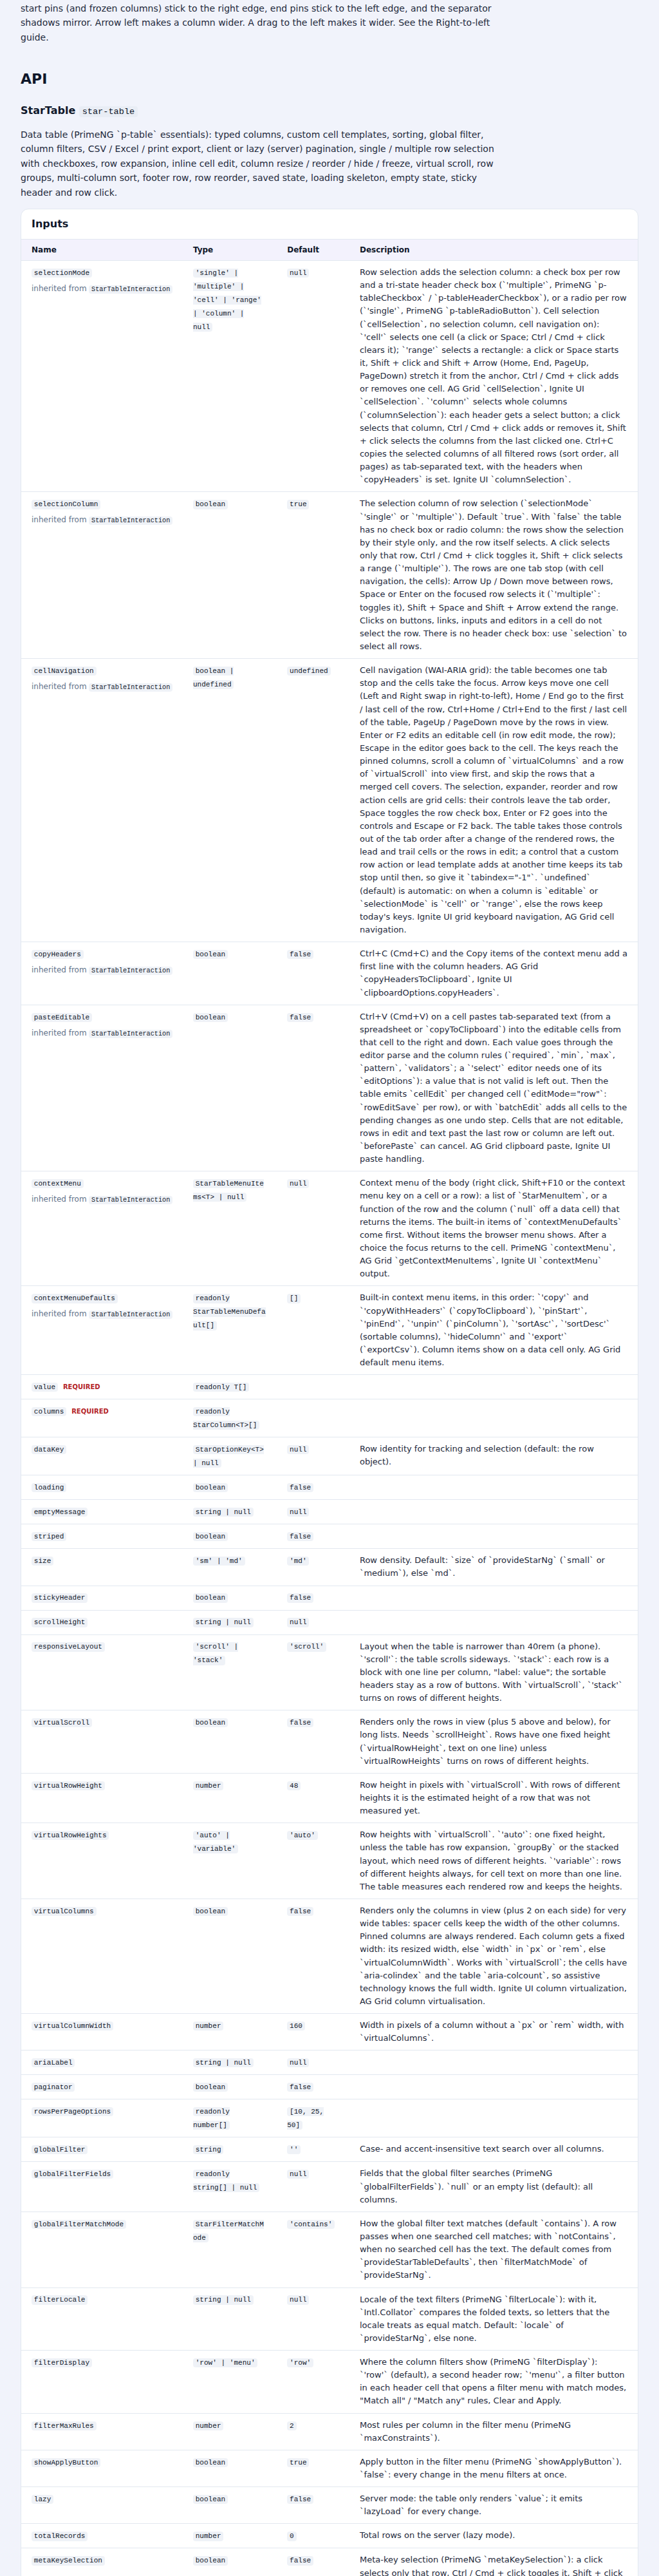 start pins (and frozen columns) stick to the right edge, end pins stick to the left edge, and the separator
shadows mirror. Arrow left makes a column wider. A drag to the left makes it wider. See the Right-to-left
guide.
API
StarTable star-table
Data table (PrimeNG `p-table` essentials): typed columns, custom cell templates, sorting, global filter,
column filters, CSV / Excel / print export, client or lazy (server) pagination, single / multiple row selection
with checkboxes, row expansion, inline cell edit, column resize / reorder / hide / freeze, virtual scroll, row
groups, multi-column sort, footer row, row reorder, saved state, loading skeleton, empty state, sticky
header and row click.
Inputs
Name Type Default Description
selectionMode
inherited from StarTableInteraction
'single' |
'multiple' |
'cell' | 'range'
| 'column' |
null
null
Row selection adds the selection column: a check box per row
and a tri-state header check box (`'multiple'`, PrimeNG `p-
tableCheckbox` / `p-tableHeaderCheckbox`), or a radio per row
(`'single'`, PrimeNG `p-tableRadioButton`). Cell selection
(`cellSelection`, no selection column, cell navigation on):
`'cell'` selects one cell (a click or Space; Ctrl / Cmd + click
clears it); `'range'` selects a rectangle: a click or Space starts
it, Shift + click and Shift + Arrow (Home, End, PageUp,
PageDown) stretch it from the anchor, Ctrl / Cmd + click adds
or removes one cell. AG Grid `cellSelection`, Ignite UI
`cellSelection`. `'column'` selects whole columns
(`columnSelection`): each header gets a select button; a click
selects that column, Ctrl / Cmd + click adds or removes it, Shift
+ click selects the columns from the last clicked one. Ctrl+C
copies the selected columns of all filtered rows (sort order, all
pages) as tab-separated text, with the headers when
`copyHeaders` is set. Ignite UI `columnSelection`.
selectionColumn
inherited from StarTableInteraction
boolean
true
The selection column of row selection (`selectionMode`
`'single'` or `'multiple'`). Default `true`. With `false` the table
has no check box or radio column: the rows show the selection
by their style only, and the row itself selects. A click selects
only that row, Ctrl / Cmd + click toggles it, Shift + click selects
a range (`'multiple'`). The rows are one tab stop (with cell
navigation, the cells): Arrow Up / Down move between rows,
Space or Enter on the focused row selects it (`'multiple'`:
toggles it), Shift + Space and Shift + Arrow extend the range.
Clicks on buttons, links, inputs and editors in a cell do not
select the row. There is no header check box: use `selection` to
select all rows.
cellNavigation
inherited from StarTableInteraction
boolean |
undefined
undefined
Cell navigation (WAI-ARIA grid): the table becomes one tab
stop and the cells take the focus. Arrow keys move one cell
(Left and Right swap in right-to-left), Home / End go to the first
/ last cell of the row, Ctrl+Home / Ctrl+End to the first / last cell
of the table, PageUp / PageDown move by the rows in view.
Enter or F2 edits an editable cell (in row edit mode, the row);
Escape in the editor goes back to the cell. The keys reach the
pinned columns, scroll a column of `virtualColumns` and a row
of `virtualScroll` into view first, and skip the rows that a
merged cell covers. The selection, expander, reorder and row
action cells are grid cells: their controls leave the tab order,
Space toggles the row check box, Enter or F2 goes into the
controls and Escape or F2 back. The table takes those controls
out of the tab order after a change of the rendered rows, the
lead and trail cells or the rows in edit; a control that a custom
row action or lead template adds at another time keeps its tab
stop until then, so give it `tabindex="-1"`. `undefined`
(default) is automatic: on when a column is `editable` or
`selectionMode` is `'cell'` or `'range'`, else the rows keep
today's keys. Ignite UI grid keyboard navigation, AG Grid cell
navigation.
copyHeaders
inherited from StarTableInteraction
boolean
false
Ctrl+C (Cmd+C) and the Copy items of the context menu add a
first line with the column headers. AG Grid
`copyHeadersToClipboard`, Ignite UI
`clipboardOptions.copyHeaders`.
pasteEditable
inherited from StarTableInteraction
boolean
false
Ctrl+V (Cmd+V) on a cell pastes tab-separated text (from a
spreadsheet or `copyToClipboard`) into the editable cells from
that cell to the right and down. Each value goes through the
editor parse and the column rules (`required`, `min`, `max`,
`pattern`, `validators`; a `'select'` editor needs one of its
`editOptions`): a value that is not valid is left out. Then the
table emits `cellEdit` per changed cell (`editMode="row"`:
`rowEditSave` per row), or with `batchEdit` adds all cells to the
pending changes as one undo step. Cells that are not editable,
rows in edit and text past the last row or column are left out.
`beforePaste` can cancel. AG Grid clipboard paste, Ignite UI
paste handling.
contextMenu
inherited from StarTableInteraction
StarTableMenuIte
ms<T> | null
null
Context menu of the body (right click, Shift+F10 or the context
menu key on a cell or a row): a list of `StarMenuItem`, or a
function of the row and the column (`null` off a data cell) that
returns the items. The built-in items of `contextMenuDefaults`
come first. Without items the browser menu shows. After a
choice the focus returns to the cell. PrimeNG `contextMenu`,
AG Grid `getContextMenuItems`, Ignite UI `contextMenu`
output.
contextMenuDefaults
inherited from StarTableInteraction
readonly
StarTableMenuDefa
ult[]
[]
Built-in context menu items, in this order: `'copy'` and
`'copyWithHeaders'` (`copyToClipboard`), `'pinStart'`,
`'pinEnd'`, `'unpin'` (`pinColumn`), `'sortAsc'`, `'sortDesc'`
(sortable columns), `'hideColumn'` and `'export'`
(`exportCsv`). Column items show on a data cell only. AG Grid
default menu items.
value REQUIRED readonly T[]
columns REQUIRED readonly
StarColumn<T>[]
dataKey
StarOptionKey<T>
| null
null
Row identity for tracking and selection (default: the row
object).
loading boolean false
emptyMessage string | null null
striped boolean false
size 'sm' | 'md' 'md'
Row density. Default: `size` of `provideStarNg` (`small` or
`medium`), else `md`.
stickyHeader boolean false
scrollHeight string | null null
responsiveLayout
'scroll' |
'stack'
'scroll'
Layout when the table is narrower than 40rem (a phone).
`'scroll'`: the table scrolls sideways. `'stack'`: each row is a
block with one line per column, "label: value"; the sortable
headers stay as a row of buttons. With `virtualScroll`, `'stack'`
turns on rows of different heights.
virtualScroll boolean false
Renders only the rows in view (plus 5 above and below), for
long lists. Needs `scrollHeight`. Rows have one fixed height
(`virtualRowHeight`, text on one line) unless
`virtualRowHeights` turns on rows of different heights.
virtualRowHeight number 48
Row height in pixels with `virtualScroll`. With rows of different
heights it is the estimated height of a row that was not
measured yet.
virtualRowHeights
'auto' |
'variable'
'auto'
Row heights with `virtualScroll`. `'auto'`: one fixed height,
unless the table has row expansion, `groupBy` or the stacked
layout, which need rows of different heights. `'variable'`: rows
of different heights always, for cell text on more than one line.
The table measures each rendered row and keeps the heights.
virtualColumns boolean false
Renders only the columns in view (plus 2 on each side) for very
wide tables: spacer cells keep the width of the other columns.
Pinned columns are always rendered. Each column gets a fixed
width: its resized width, else `width` in `px` or `rem`, else
`virtualColumnWidth`. Works with `virtualScroll`; the cells have
`aria-colindex` and the table `aria-colcount`, so assistive
technology knows the full width. Ignite UI column virtualization,
AG Grid column virtualisation.
virtualColumnWidth number 160
Width in pixels of a column without a `px` or `rem` width, with
`virtualColumns`.
ariaLabel string | null null
paginator boolean false
rowsPerPageOptions
readonly
number[]
[10, 25,
50]
globalFilter string '' Case- and accent-insensitive text search over all columns.
globalFilterFields
readonly
string[] | null
null
Fields that the global filter searches (PrimeNG
`globalFilterFields`). `null` or an empty list (default): all
columns.
globalFilterMatchMode
StarFilterMatchM
ode
'contains'
How the global filter text matches (default `contains`). A row
passes when one searched cell matches; with `notContains`,
when no searched cell has the text. The default comes from
`provideStarTableDefaults`, then `filterMatchMode` of
`provideStarNg`.
filterLocale string | null null
Locale of the text filters (PrimeNG `filterLocale`): with it,
`Intl.Collator` compares the folded texts, so letters that the
locale treats as equal match. Default: `locale` of
`provideStarNg`, else none.
filterDisplay 'row' | 'menu' 'row'
Where the column filters show (PrimeNG `filterDisplay`):
`'row'` (default), a second header row; `'menu'`, a filter button
in each header cell that opens a filter menu with match modes,
"Match all" / "Match any" rules, Clear and Apply.
filterMaxRules number 2
Most rules per column in the filter menu (PrimeNG
`maxConstraints`).
showApplyButton boolean true
Apply button in the filter menu (PrimeNG `showApplyButton`).
`false`: every change in the menu filters at once.
lazy boolean false
Server mode: the table only renders `value`; it emits
`lazyLoad` for every change.
totalRecords number 0 Total rows on the server (lazy mode).
metaKeySelection boolean false
Meta-key selection (PrimeNG `metaKeySelection`): a click
selects only that row, Ctrl / Cmd + click toggles it, Shift + click